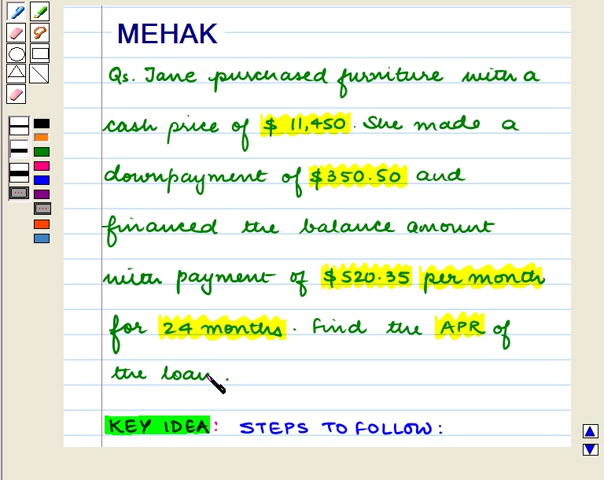 MEHAK
Qs. Jane purchased furniture with a
cash price of $ 11,450. She made a
downpayment of $350.50 and
financed the balance amount
with payment of $520.35 per month
for 24 months. Find the APR of
the loan.
KEY IDEA: STEPS TO FOLLOW: